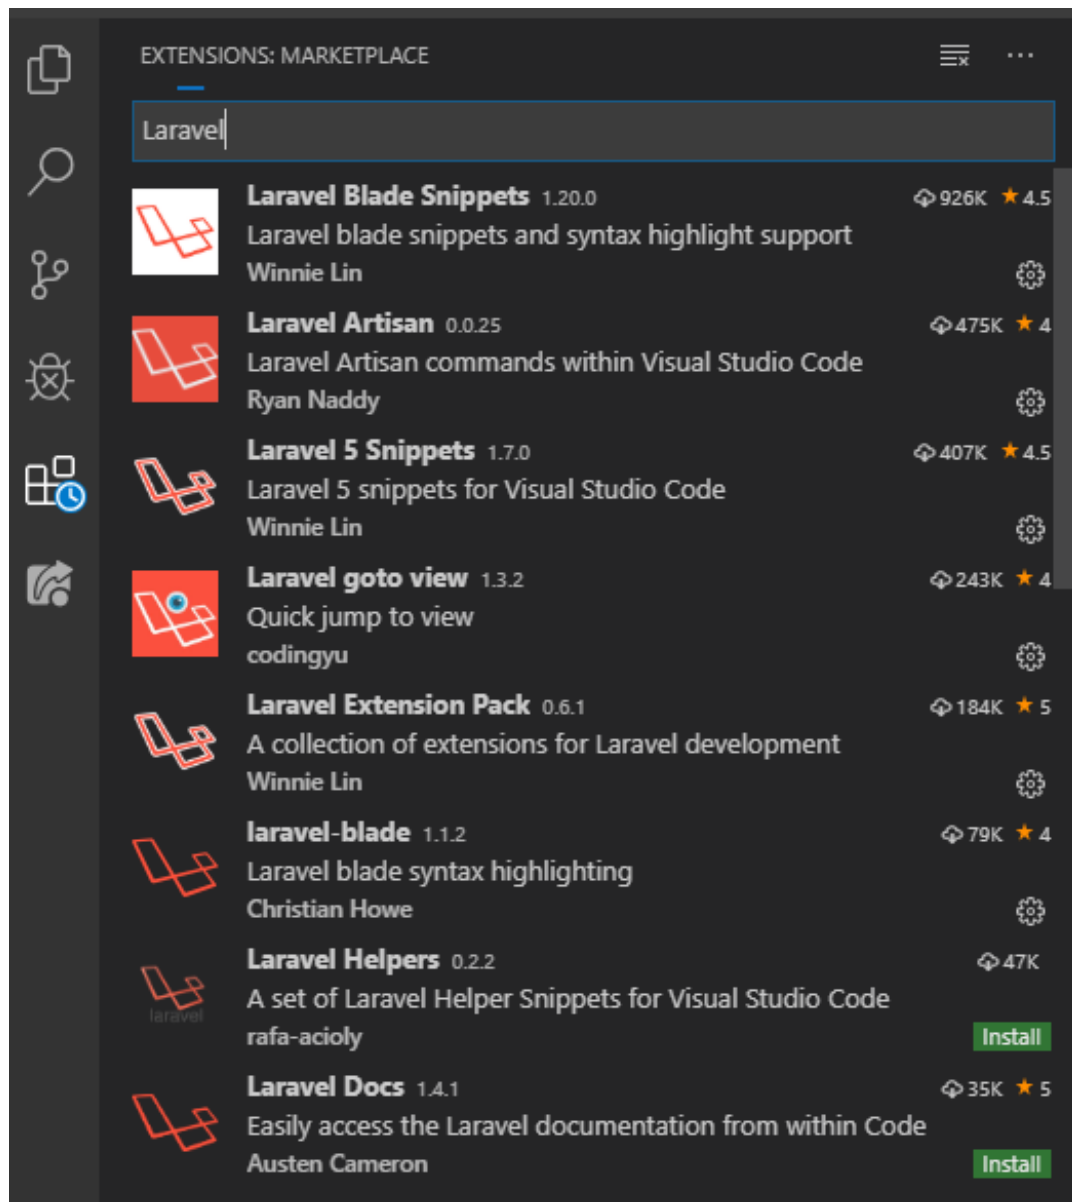 EXTENSIONS: MARKETPLACE
Laravel
Laravel Blade Snippets 1.20.0 926K 4.5
Laravel blade snippets and syntax highlight support
Winnie Lin
Laravel Artisan 0.0.25 475K 4
Laravel Artisan commands within Visual Studio Code
Ryan Naddy
Laravel 5 Snippets 1.7.0 407K 4.5
Laravel 5 snippets for Visual Studio Code
Winnie Lin
Laravel goto view 1.3.2 243K 4
Quick jump to view
codingyu
Laravel Extension Pack 0.6.1 184K 5
A collection of extensions for Laravel development
Winnie Lin
laravel-blade 1.1.2 79K 4
Laravel blade syntax highlighting
Christian Howe
Laravel Helpers 0.2.2 47K
A set of Laravel Helper Snippets for Visual Studio Code
laravel
rafa-acioly Install
Laravel Docs 1.4.1 35K 5
Easily access the Laravel documentation from within Code
Austen Cameron Install